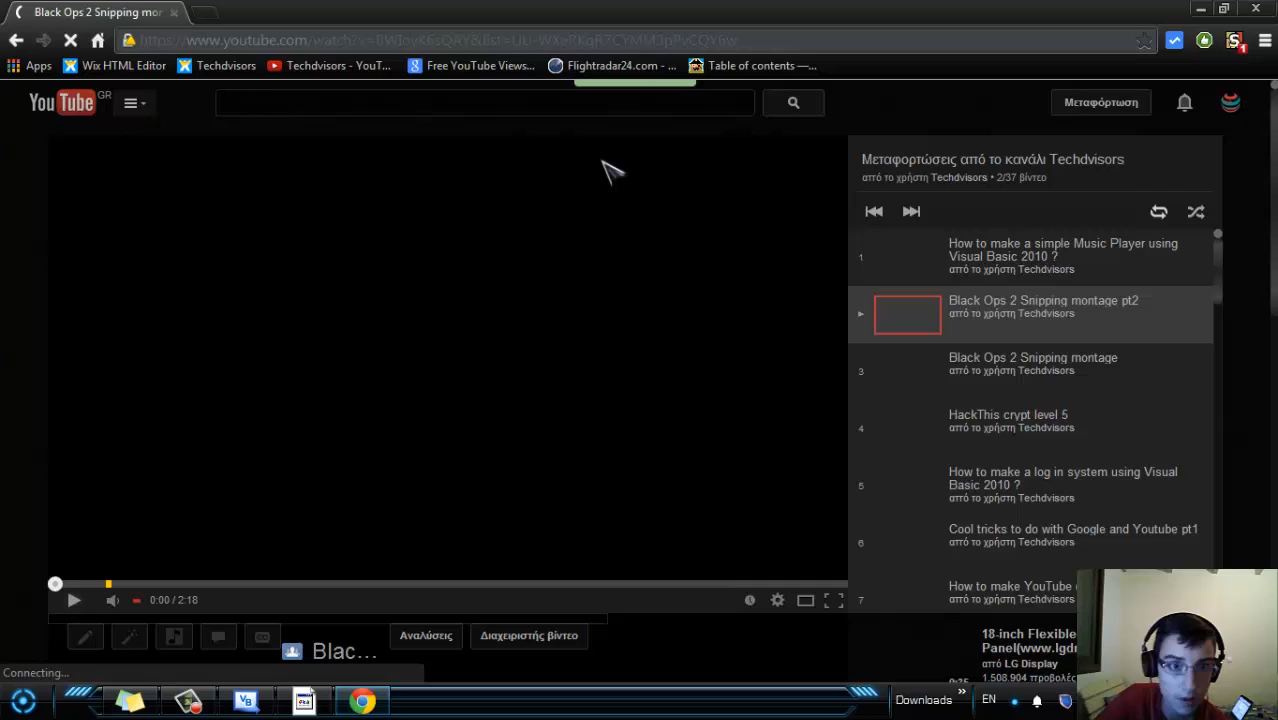 Black Ops 2 Snipping mor
Apps
Wix HTML Editor
Techdvisors
Techdvisors - YouT...
Free YouTube Views...
Flightradar24.com - ...
Table of contents —...
YouTube GR
Μεταφόρτωση
Μεταφορτώσεις από το κανάλι Techdvisors
από το χρήστη Techdvisors • 2/37 βίντεο
1
How to make a simple Music Player using
Visual Basic 2010 ?
από το χρήστη Techdvisors
Black Ops 2 Snipping montage pt2
από το χρήστη Techdvisors
3
Black Ops 2 Snipping montage
από το χρήστη Techdvisors
4
HackThis crypt level 5
από το χρήστη Techdvisors
5
How to make a log in system using Visual
Basic 2010 ?
από το χρήστη Techdvisors
6
Cool tricks to do with Google and Youtube pt1
από το χρήστη Techdvisors
7
How to make YouTube
από το χρήστη Techdvisors
0:00 / 2:18
Αναλύσεις
Διαχειριστής βίντεο
Blac...
18-inch Flexible
Panel(www.lgd
από LG Display
1.508.904 προβολές
Connecting...
Downloads
EN